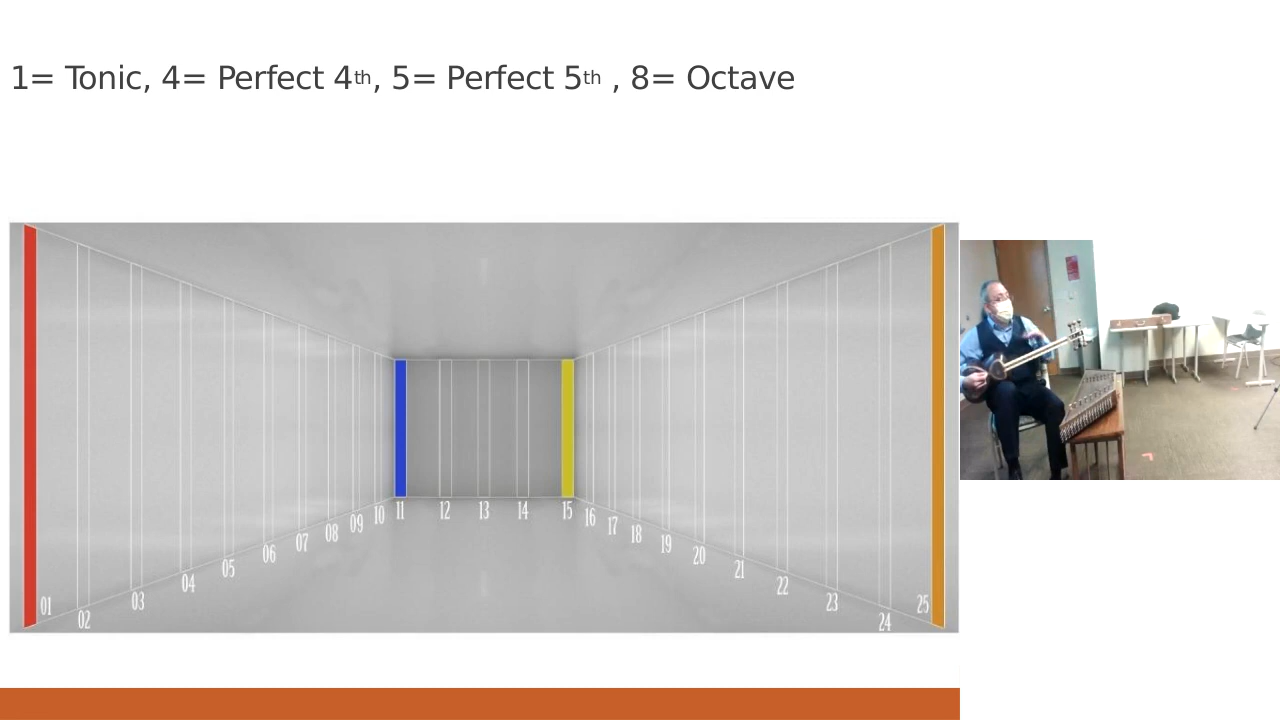 1= Tonic, 4= Perfect 4th, 5= Perfect 5th , 8= Octave
01 02 03 04 05 06 07 08 09 10 11 12 13 14 15 16 17 18 19 20 21 22 23 24 25